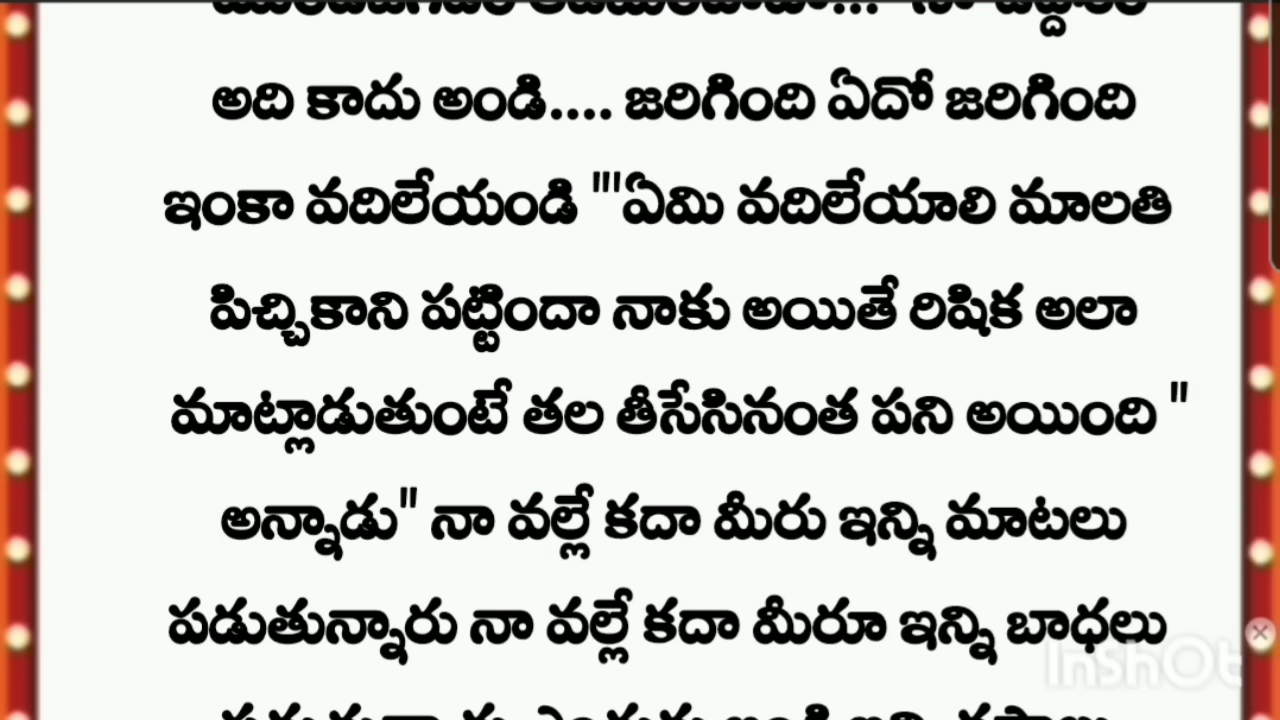 అది కాదు అండి.... జరిగింది ఏదో జరిగింది
ఇంకా వదిలేయండి "'ఏమి వదిలేయాలి మాలతి
పిచ్చికాని పట్టిందా నాకు అయితే రిషిక అలా
మాట్లాడుతుంటే తల తీసేసినంత పని అయింది "
అన్నాడు" నా వల్లే కదా మీరు ఇన్ని మాటలు
పడుతున్నారు నా వల్లే కదా మీరూ ఇన్ని బాధలు
InshOt